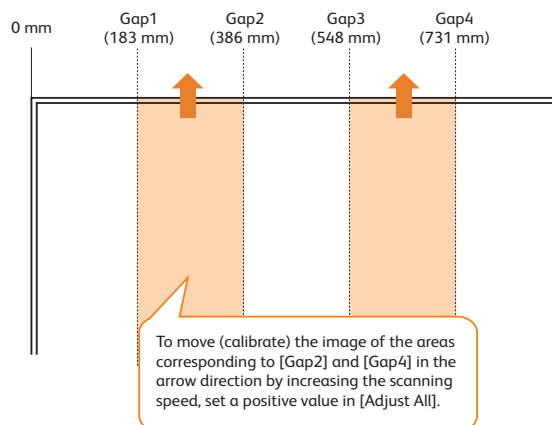 0 mm
Gap1
(183 mm)
Gap2
(386 mm)
Gap3
(548 mm)
Gap4
(731 mm)
To move (calibrate) the image of the areas
corresponding to [Gap2] and [Gap4] in the
arrow direction by increasing the scanning
speed, set a positive value in [Adjust All].